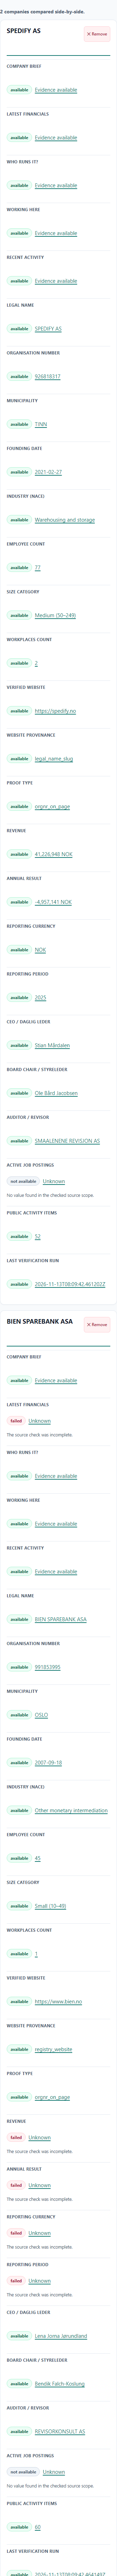 2 companies compared side-by-side.
SPEDIFY AS
✕ Remove
COMPANY BRIEF
available Evidence available
LATEST FINANCIALS
available Evidence available
WHO RUNS IT?
available Evidence available
WORKING HERE
available Evidence available
RECENT ACTIVITY
available Evidence available
LEGAL NAME
available SPEDIFY AS
ORGANISATION NUMBER
available 926818317
MUNICIPALITY
available TINN
FOUNDING DATE
available 2021-02-27
INDUSTRY (NACE)
available Warehousing and storage
EMPLOYEE COUNT
available 77
SIZE CATEGORY
available Medium (50–249)
WORKPLACES COUNT
available 2
VERIFIED WEBSITE
available https://spedify.no
WEBSITE PROVENANCE
available legal_name_slug
PROOF TYPE
available orgnr_on_page
REVENUE
available 41,226,948 NOK
ANNUAL RESULT
available -4,957,141 NOK
REPORTING CURRENCY
available NOK
REPORTING PERIOD
available 2025
CEO / DAGLIG LEDER
available Stian Mårdalen
BOARD CHAIR / STYRELEDER
available Ole Bård Jacobsen
AUDITOR / REVISOR
available SMAALENENE REVISJON AS
ACTIVE JOB POSTINGS
not available Unknown
No value found in the checked source scope.
PUBLIC ACTIVITY ITEMS
available 52
LAST VERIFICATION RUN
available 2026-11-13T08:09:42.461202Z
BIEN SPAREBANK ASA
✕ Remove
COMPANY BRIEF
available Evidence available
LATEST FINANCIALS
failed Unknown
The source check was incomplete.
WHO RUNS IT?
available Evidence available
WORKING HERE
available Evidence available
RECENT ACTIVITY
available Evidence available
LEGAL NAME
available BIEN SPAREBANK ASA
ORGANISATION NUMBER
available 991853995
MUNICIPALITY
available OSLO
FOUNDING DATE
available 2007-09-18
INDUSTRY (NACE)
available Other monetary intermediation
EMPLOYEE COUNT
available 45
SIZE CATEGORY
available Small (10–49)
WORKPLACES COUNT
available 1
VERIFIED WEBSITE
available https://www.bien.no
WEBSITE PROVENANCE
available registry_website
PROOF TYPE
available orgnr_on_page
REVENUE
failed Unknown
The source check was incomplete.
ANNUAL RESULT
failed Unknown
The source check was incomplete.
REPORTING CURRENCY
failed Unknown
The source check was incomplete.
REPORTING PERIOD
failed Unknown
The source check was incomplete.
CEO / DAGLIG LEDER
available Lena Jorna Jørundland
BOARD CHAIR / STYRELEDER
available Bendik Falch-Koslung
AUDITOR / REVISOR
available REVISORKONSULT AS
ACTIVE JOB POSTINGS
not available Unknown
No value found in the checked source scope.
PUBLIC ACTIVITY ITEMS
available 60
LAST VERIFICATION RUN
available